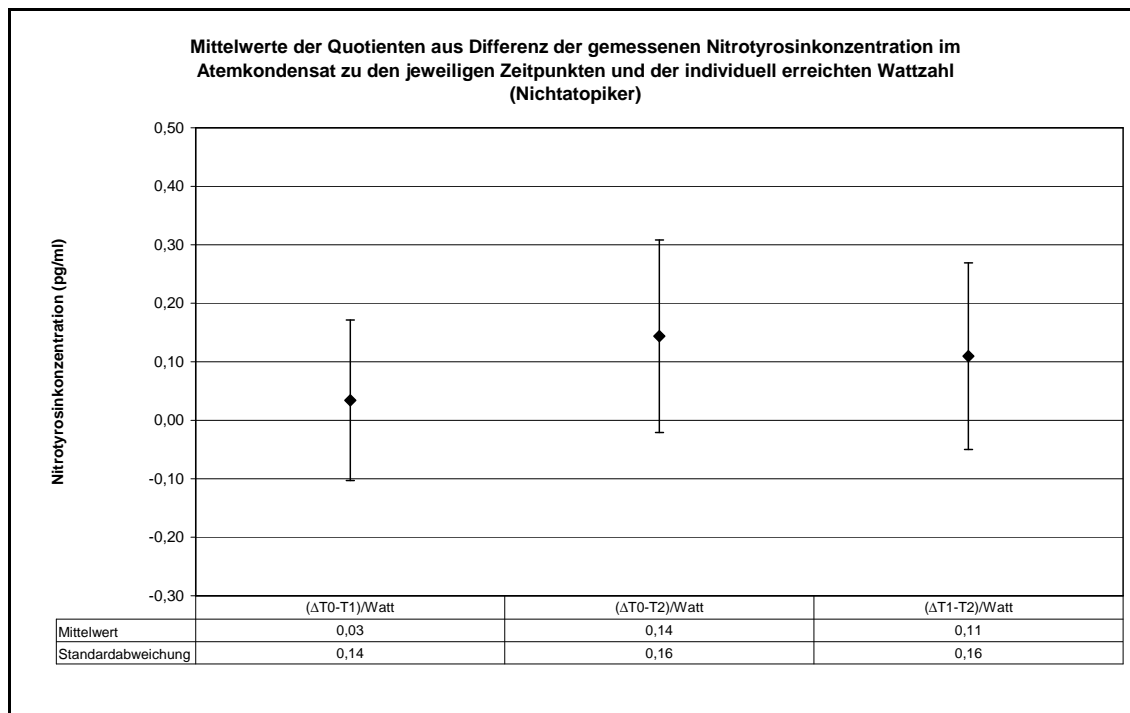 Mittelwerte der Quotienten aus Differenz der gemessenen Nitrotyrosinkonzentration im
Atemkondensat zu den jeweiligen Zeitpunkten und der individuell erreichten Wattzahl
(Nichtatopiker)
Nitrotyrosinkonzentration (pg/ml)
0,50
0,40
0,30
0,20
0,10
0,00
-0,10
-0,20
-0,30
(ΔT0-T1)/Watt (ΔT0-T2)/Watt (ΔT1-T2)/Watt
Mittelwert 0,03 0,14 0,11
Standardabweichung 0,14 0,16 0,16